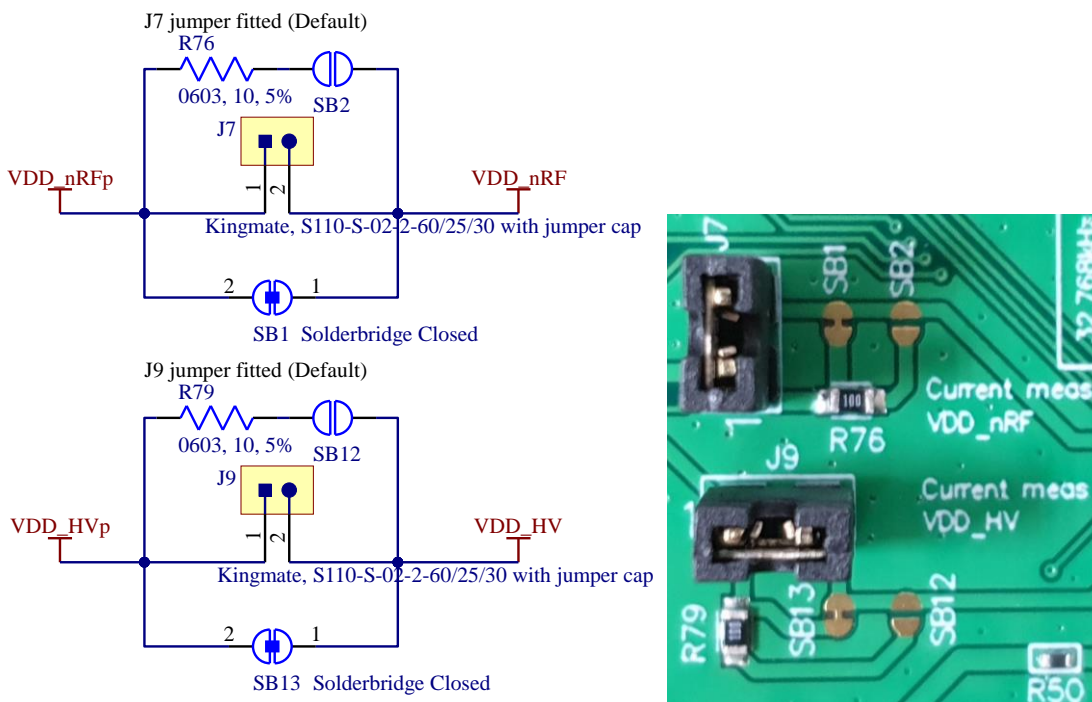 J7 jumper fitted (Default)
R76
0603, 10, 5%
SB2
J7
1
2
VDD_nRFp
VDD_nRF
Kingmate, S110-S-02-2-60/25/30 with jumper cap
2
1
SB1 Solderbridge Closed
J9 jumper fitted (Default)
R79
0603, 10, 5%
SB12
J9
1
2
VDD_HVp
VDD_HV
Kingmate, S110-S-02-2-60/25/30 with jumper cap
2
1
SB13 Solderbridge Closed
J7
SB1
SB2
32.768MHz
1
100
R76
Current meas
VDD_nRF
J9
1
Current meas
VDD_HV
R79
100
SB13
SB12
R50